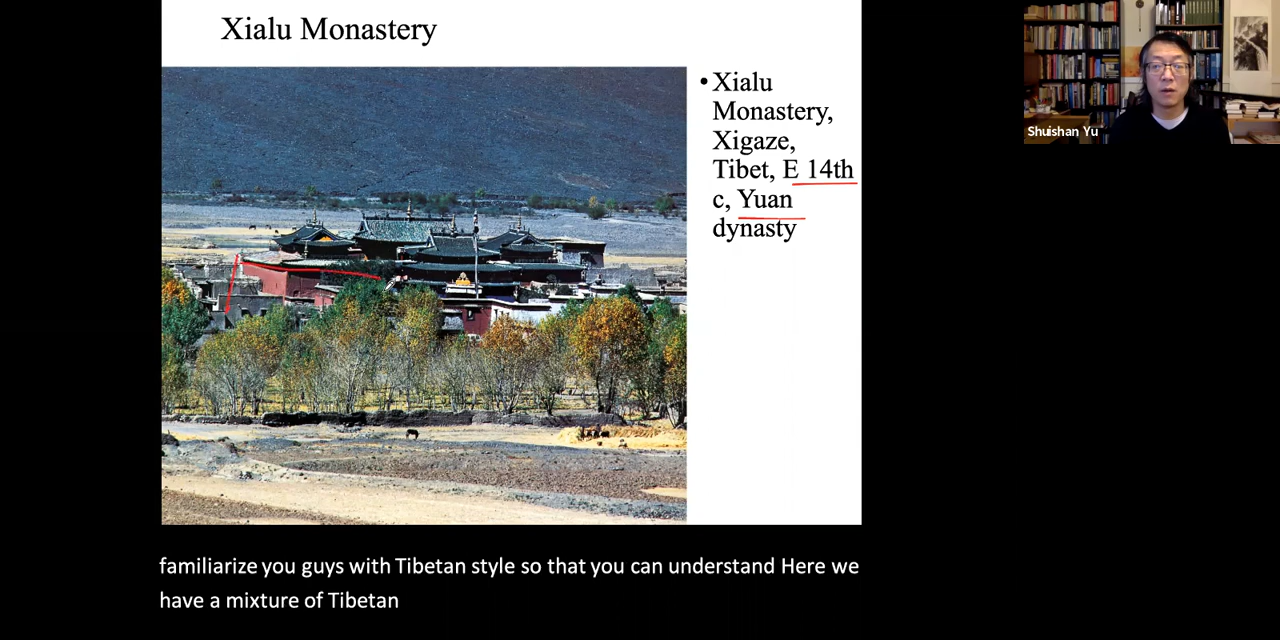 Xialu Monastery
• Xialu
Monastery,
Xigaze,
Tibet, E 14th
c, Yuan
dynasty
Shuishan Yu
familiarize you guys with Tibetan style so that you can understand Here we
have a mixture of Tibetan